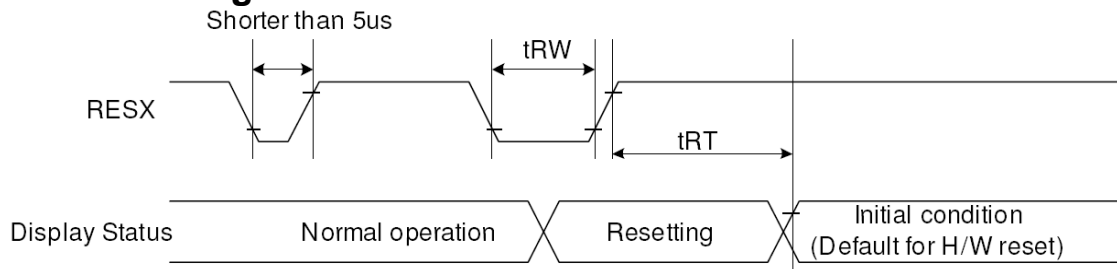 Shorter than 5us
tRW
RESX
tRT
Display Status
Normal operation
Resetting
Initial condition
(Default for H/W reset)